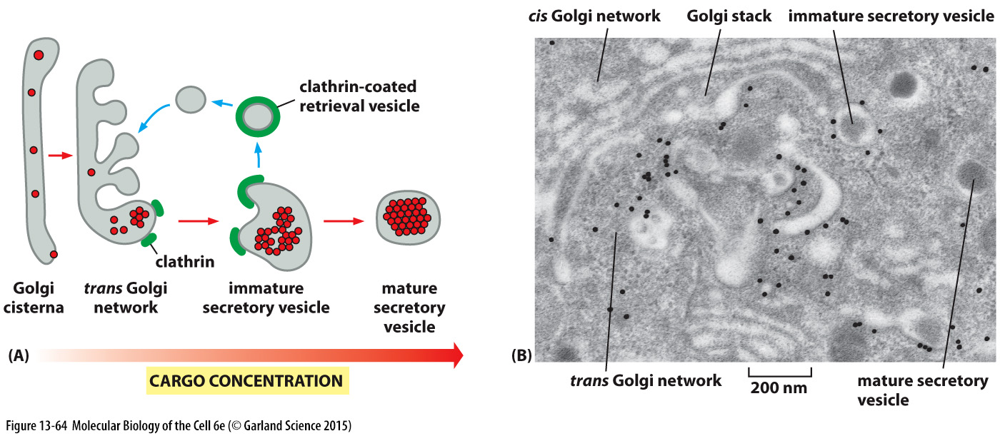 cis Golgi network
Golgi stack
immature secretory vesicle
clathrin-coated
retrieval vesicle
clathrin
Golgi
cisterna
trans Golgi
network
immature
secretory vesicle
mature
secretory
vesicle
(A)
CARGO CONCENTRATION
(B)
trans Golgi network
200 nm
mature secretory
vesicle
Figure 13-64 Molecular Biology of the Cell 6e (© Garland Science 2015)